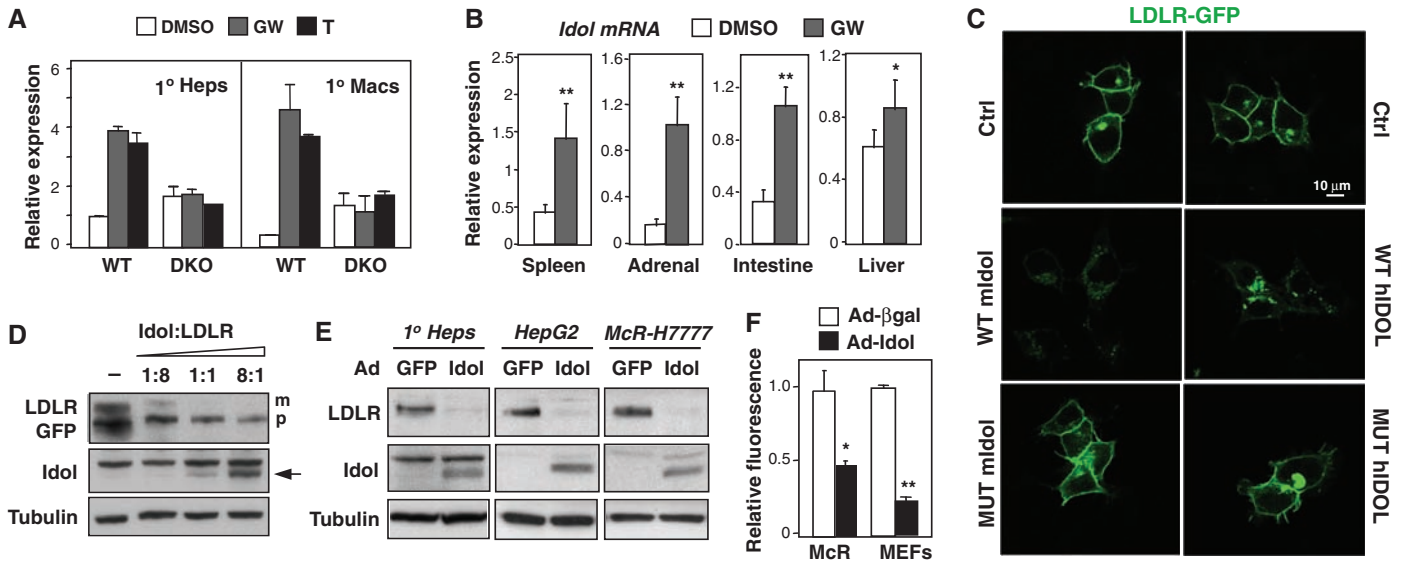 A
DMSO GW T
Relative expression
6
4
2
0
1º Heps
1º Macs
WT DKO WT DKO
B
Idol mRNA DMSO GW
Relative expression
2.5
2
1.5
1
0.5
0
**
Spleen
1.6
1.2
0.8
0.4
0
**
Adrenal
1.2
0.8
0.4
0
**
Intestine
1.2
0.8
0.4
0
*
Liver
C
LDLR-GFP
Ctrl
Ctrl
10 µm
WT mIdol
WT hIDOL
MUT mIdol
MUT hIDOL
D
Idol:LDLR
– 1:8 1:1 8:1
LDLR
GFP
m
p
Idol
Tubulin
E
1º Heps HepG2 McR-H7777
Ad GFP Idol GFP Idol GFP Idol
LDLR
Idol
Tubulin
F
Ad-βgal
Ad-Idol
Relative fluorescence
1.0
0.5
0
*
**
McR MEFs